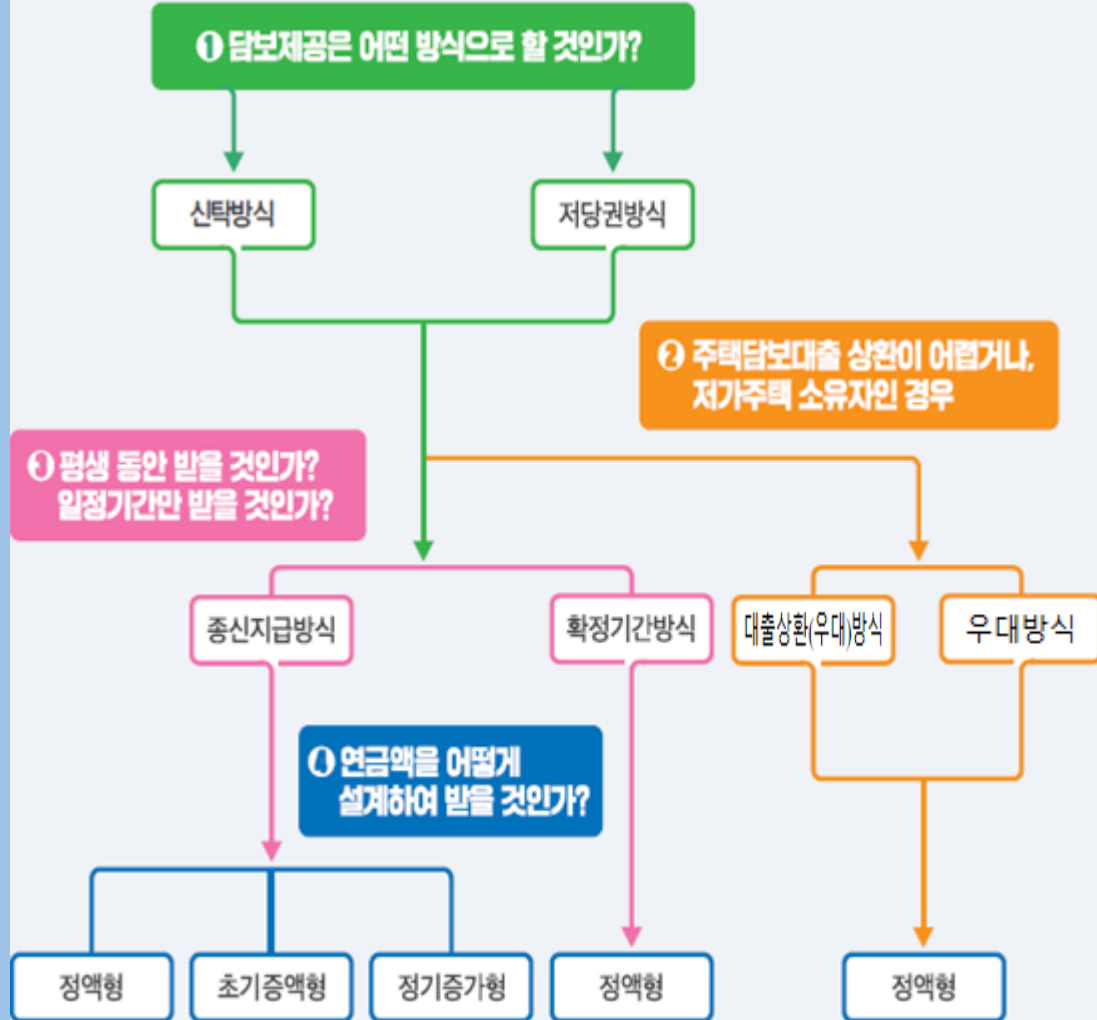 ❶ 담보제공은 어떤 방식으로 할 것인가?
신탁방식
저당권방식
❷ 주택담보대출 상환이 어렵거나,
저가주택 소유자인 경우
❸ 평생 동안 받을 것인가?
일정기간만 받을 것인가?
종신지급방식
확정기간방식
대출상환(우대)방식
우대방식
❹ 연금액을 어떻게
설계하여 받을 것인가?
정액형
초기증액형
정기증가형
정액형
정액형